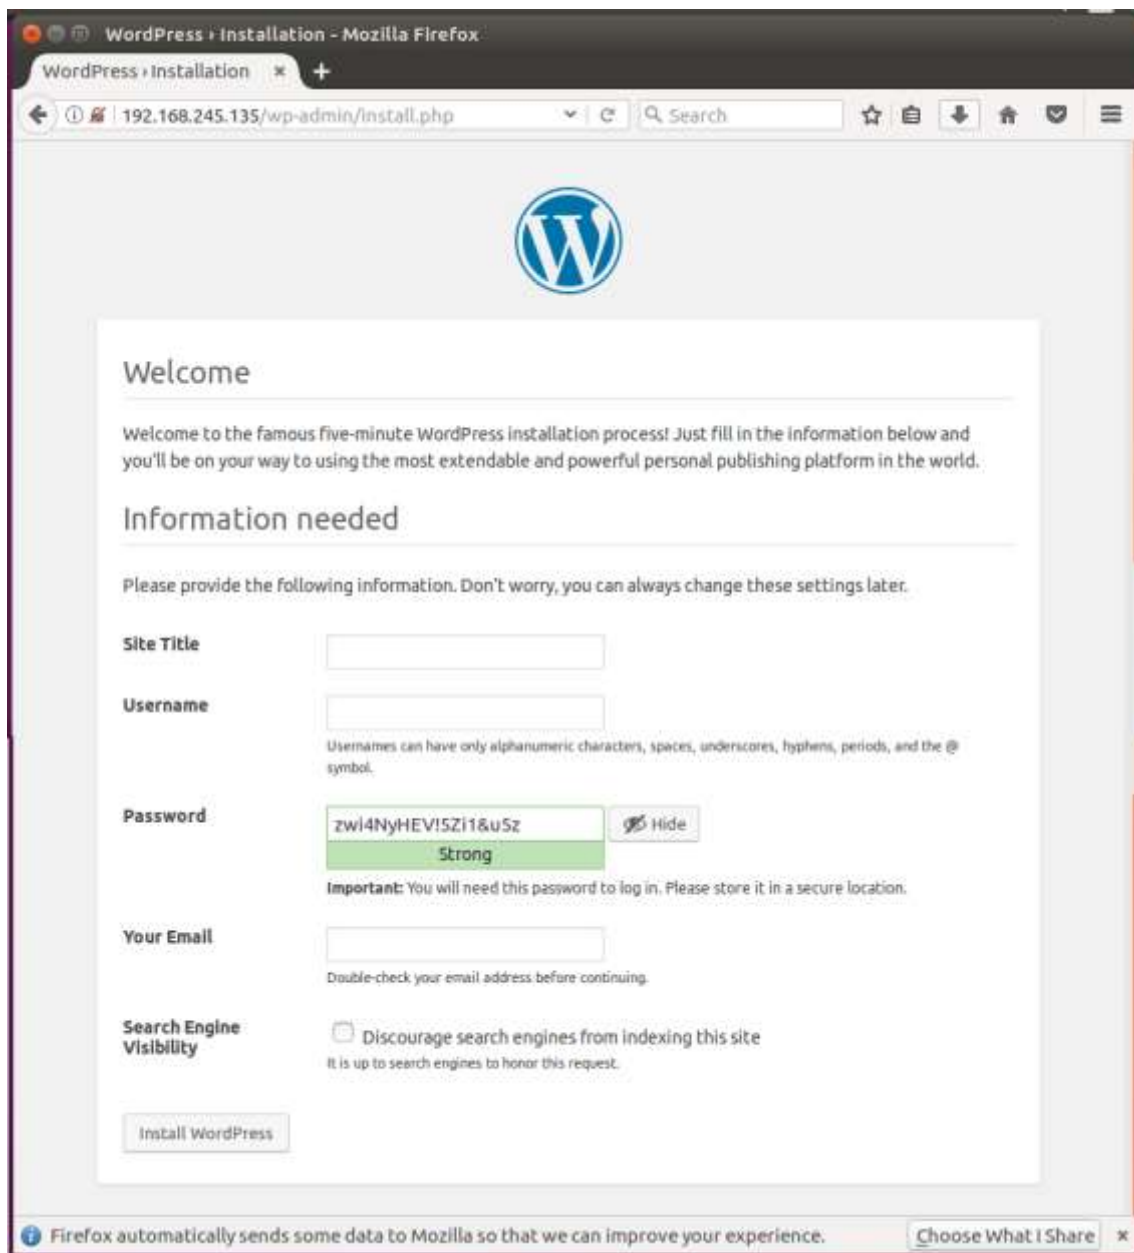 WordPress › Installation - Mozilla Firefox
WordPress › Installation
192.168.245.135/wp-admin/install.php
Search
Welcome
Welcome to the famous five-minute WordPress installation process! Just fill in the information below and
you'll be on your way to using the most extendable and powerful personal publishing platform in the world.
Information needed
Please provide the following information. Don't worry, you can always change these settings later.
Site Title
Username
Usernames can have only alphanumeric characters, spaces, underscores, hyphens, periods, and the @
symbol.
Password
zwi4NyHEV!5Zi1&uSz
Hide
Strong
Important: You will need this password to log in. Please store it in a secure location.
Your Email
Double-check your email address before continuing.
Search Engine
Visibility
Discourage search engines from indexing this site
It is up to search engines to honor this request.
Install WordPress
Firefox automatically sends some data to Mozilla so that we can improve your experience.
Choose What I Share